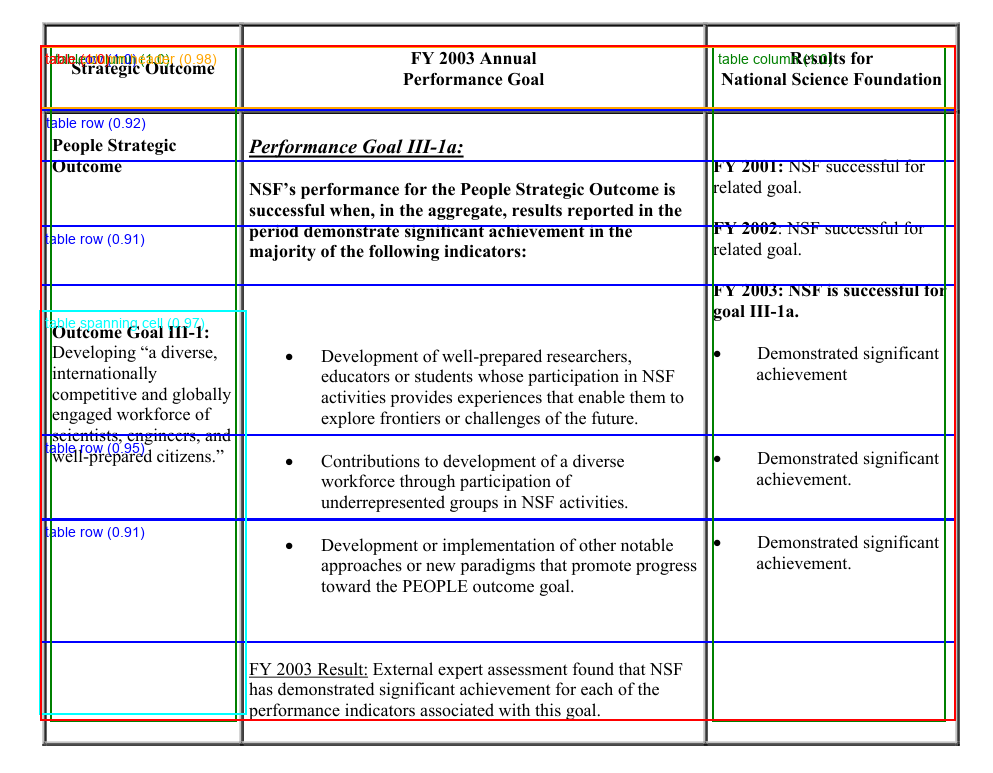 table row (1.0)
header (0.98)
table column (1.0)
Strategic Outcome
FY 2003 Annual
Performance Goal
Results for
National Science Foundation
table row (0.92)
People Strategic
Outcome
table row (0.91)
table spanning cell (0.97)
Outcome Goal III-1:
Developing “a diverse,
internationally
competitive and globally
engaged workforce of
scientists, engineers, and
well-prepared citizens.”
table row (0.95)
table row (0.91)
Performance Goal III-1a:
NSF’s performance for the People Strategic Outcome is
successful when, in the aggregate, results reported in the
period demonstrate significant achievement in the
majority of the following indicators:
• Development of well-prepared researchers,
educators or students whose participation in NSF
activities provides experiences that enable them to
explore frontiers or challenges of the future.
• Contributions to development of a diverse
workforce through participation of
underrepresented groups in NSF activities.
• Development or implementation of other notable
approaches or new paradigms that promote progress
toward the PEOPLE outcome goal.
FY 2003 Result: External expert assessment found that NSF
has demonstrated significant achievement for each of the
performance indicators associated with this goal.
FY 2001: NSF successful for
related goal.
FY 2002: NSF successful for
related goal.
FY 2003: NSF is successful for
goal III-1a.
• Demonstrated significant
achievement
• Demonstrated significant
achievement.
• Demonstrated significant
achievement.